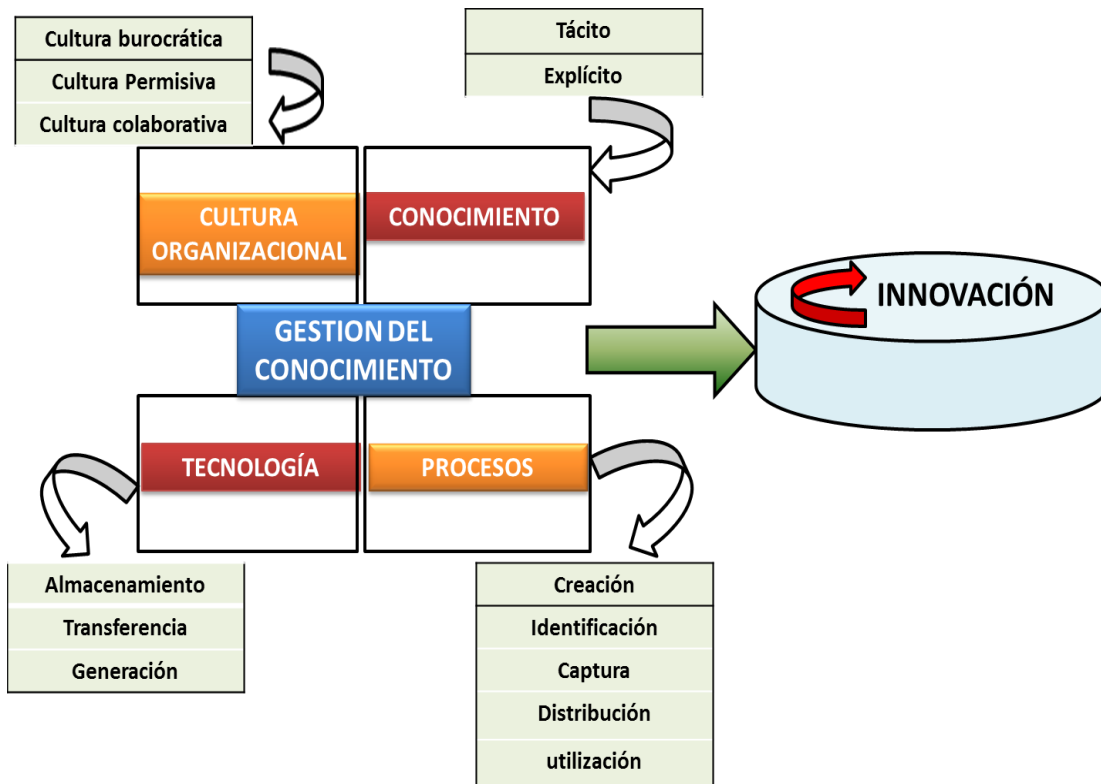 Cultura burocrática
Cultura Permisiva
Cultura colaborativa
Tácito
Explícito
CULTURA
ORGANIZACIONAL
CONOCIMIENTO
GESTION DEL
CONOCIMIENTO
INNOVACIÓN
TECNOLOGÍA
PROCESOS
Almacenamiento
Transferencia
Generación
Creación
Identificación
Captura
Distribución
utilización